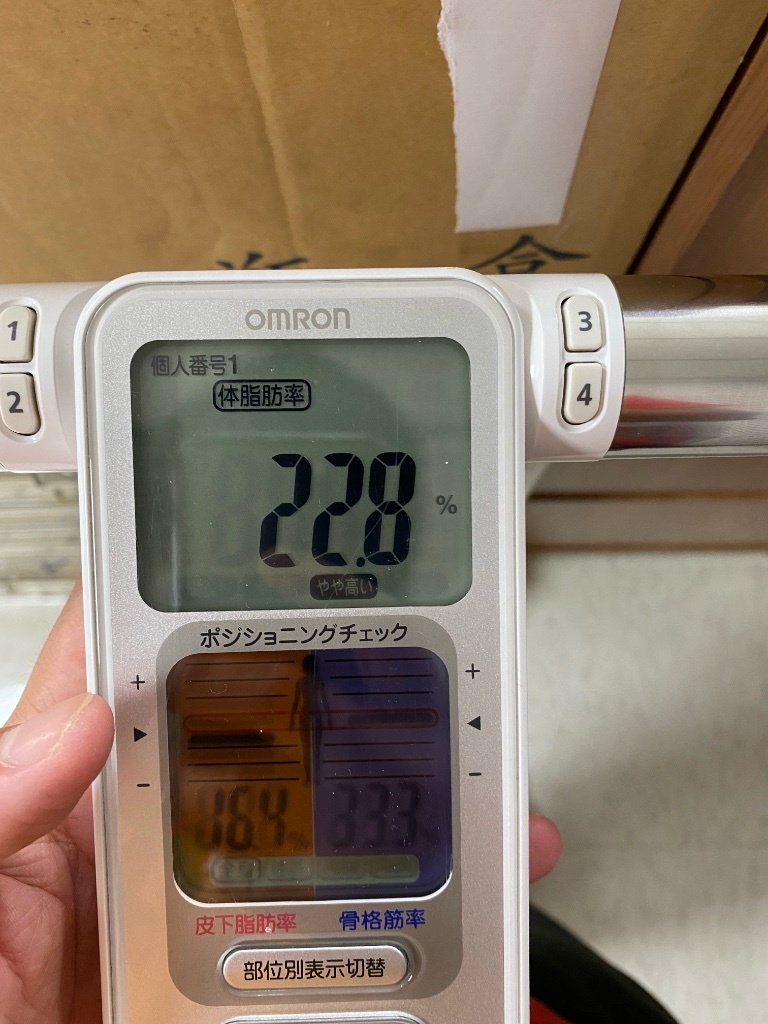 OMRON
1
2
3
4
個人番号1
体脂肪率
22.8 %
やや高い
ポジショニングチェック
+ +
- -
16.4 % 33.3 %
皮下脂肪率 骨格筋率
部位別表示切替